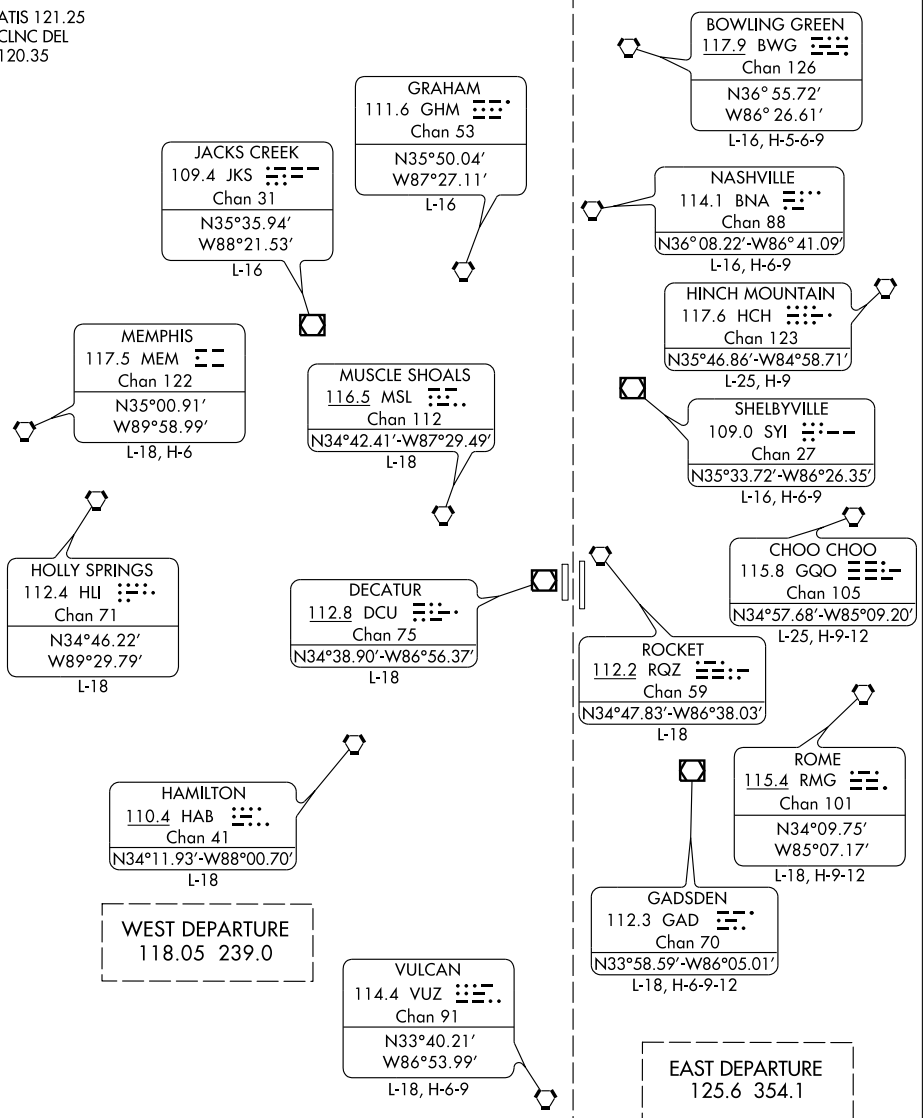 ATIS 121.25
CLNC DEL
120.35
BOWLING GREEN
117.9 BWG
Chan 126
N36° 55.72′
W86° 26.61′
L-16, H-5-6-9
GRAHAM
111.6 GHM
Chan 53
N35°50.04′
W87°27.11′
L-16
JACKS CREEK
109.4 JKS
Chan 31
N35°35.94′
W88°21.53′
L-16
NASHVILLE
114.1 BNA
Chan 88
N36°08.22′-W86°41.09′
L-16, H-6-9
HINCH MOUNTAIN
117.6 HCH
Chan 123
N35°46.86′-W84°58.71′
L-25, H-9
MEMPHIS
117.5 MEM
Chan 122
N35°00.91′
W89°58.99′
L-18, H-6
MUSCLE SHOALS
116.5 MSL
Chan 112
N34°42.41′-W87°29.49′
L-18
SHELBYVILLE
109.0 SYI
Chan 27
N35°33.72′-W86°26.35′
L-16, H-6-9
HOLLY SPRINGS
112.4 HLI
Chan 71
N34°46.22′
W89°29.79′
L-18
DECATUR
112.8 DCU
Chan 75
N34°38.90′-W86°56.37′
L-18
CHOO CHOO
115.8 GQO
Chan 105
N34°57.68′-W85°09.20′
L-25, H-9-12
ROCKET
112.2 RQZ
Chan 59
N34°47.83′-W86°38.03′
L-18
HAMILTON
110.4 HAB
Chan 41
N34°11.93′-W88°00.70′
L-18
ROME
115.4 RMG
Chan 101
N34°09.75′
W85°07.17′
L-18, H-9-12
GADSDEN
112.3 GAD
Chan 70
N33°58.59′-W86°05.01′
L-18, H-6-9-12
WEST DEPARTURE
118.05 239.0
VULCAN
114.4 VUZ
Chan 91
N33°40.21′
W86°53.99′
L-18, H-6-9
EAST DEPARTURE
125.6 354.1